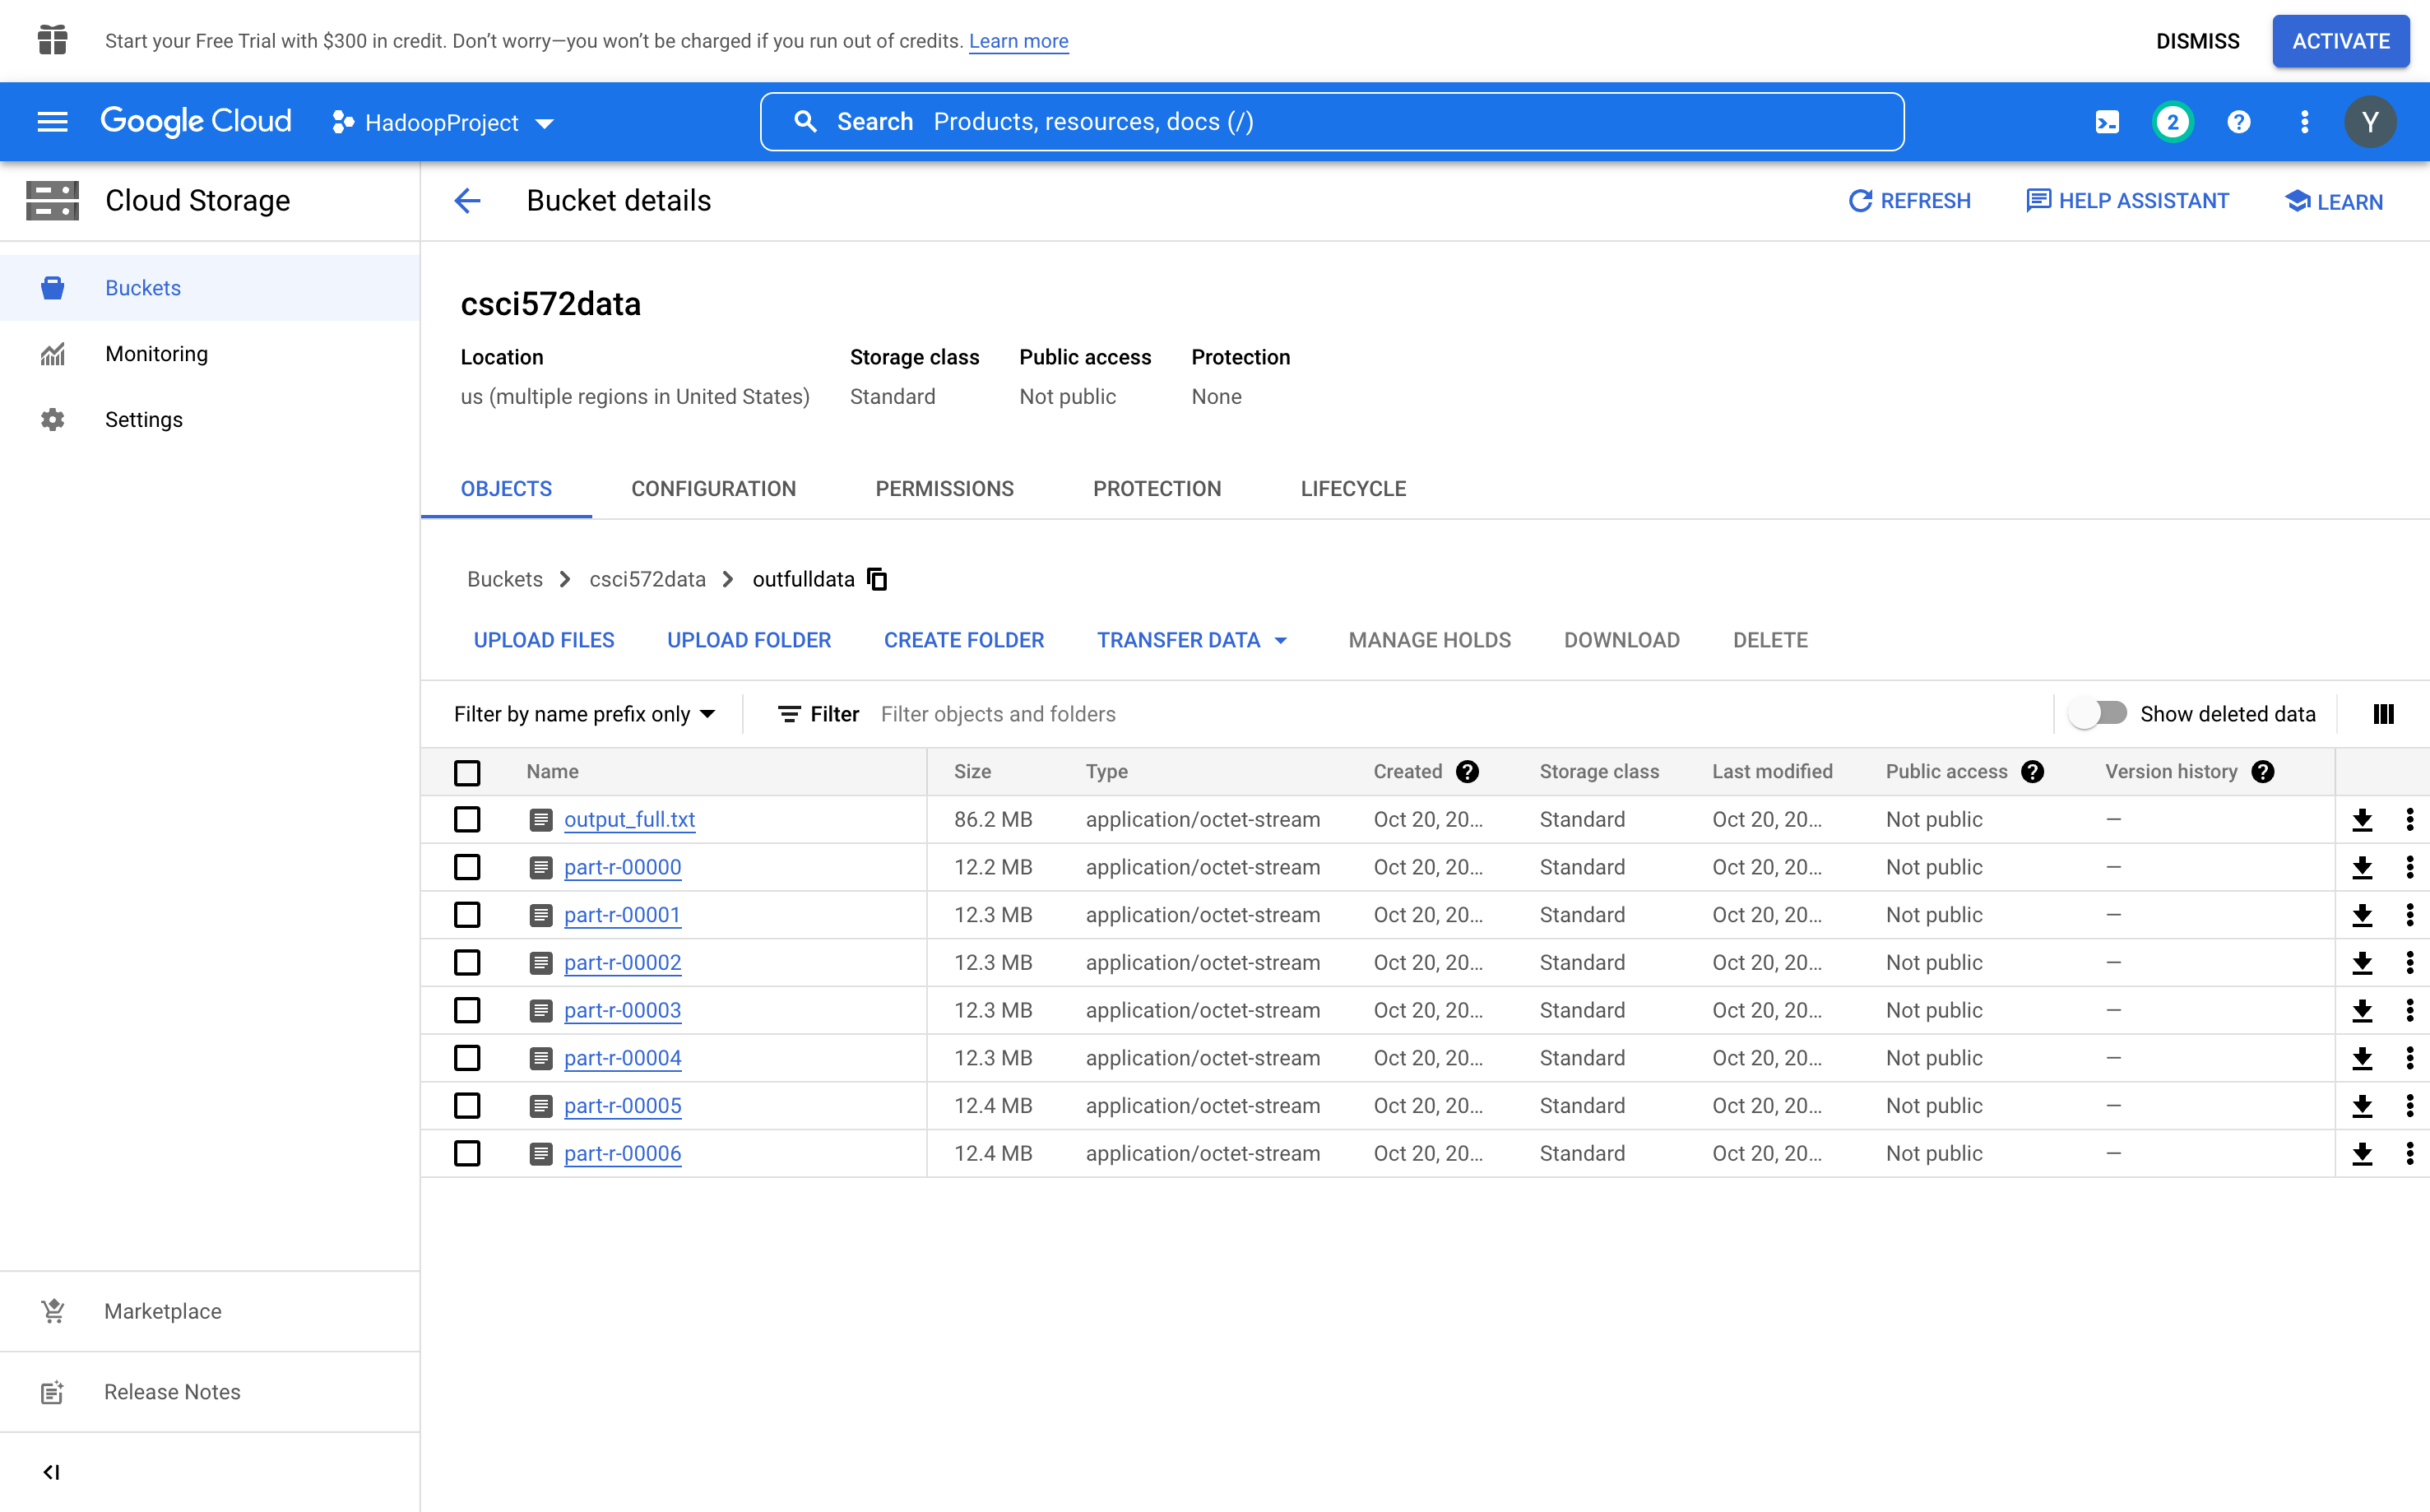 Start your Free Trial with $300 in credit. Don't worry—you won't be charged if you run out of credits. Learn more
DISMISS
ACTIVATE
Google Cloud
HadoopProject
Search Products, resources, docs (/)
2
Y
Cloud Storage
Bucket details
REFRESH
HELP ASSISTANT
LEARN
Buckets
Monitoring
Settings
csci572data
Location Storage class Public access Protection
us (multiple regions in United States) Standard Not public None
OBJECTS CONFIGURATION PERMISSIONS PROTECTION LIFECYCLE
Buckets > csci572data > outfulldata
UPLOAD FILES UPLOAD FOLDER CREATE FOLDER TRANSFER DATA MANAGE HOLDS DOWNLOAD DELETE
Filter by name prefix only Filter Filter objects and folders Show deleted data
Name Size Type Created Storage class Last modified Public access Version history
output_full.txt 86.2 MB application/octet-stream Oct 20, 20... Standard Oct 20, 20... Not public —
part-r-00000 12.2 MB application/octet-stream Oct 20, 20... Standard Oct 20, 20... Not public —
part-r-00001 12.3 MB application/octet-stream Oct 20, 20... Standard Oct 20, 20... Not public —
part-r-00002 12.3 MB application/octet-stream Oct 20, 20... Standard Oct 20, 20... Not public —
part-r-00003 12.3 MB application/octet-stream Oct 20, 20... Standard Oct 20, 20... Not public —
part-r-00004 12.3 MB application/octet-stream Oct 20, 20... Standard Oct 20, 20... Not public —
part-r-00005 12.4 MB application/octet-stream Oct 20, 20... Standard Oct 20, 20... Not public —
part-r-00006 12.4 MB application/octet-stream Oct 20, 20... Standard Oct 20, 20... Not public —
Marketplace
Release Notes